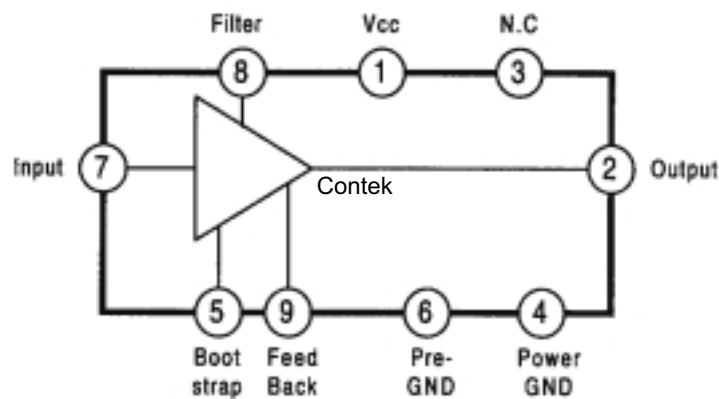 Filter Vcc N.C
8 1 3
Input 7 2 Output
Contek
5 9 6 4
Boot Feed Pre- Power
strap Back GND GND